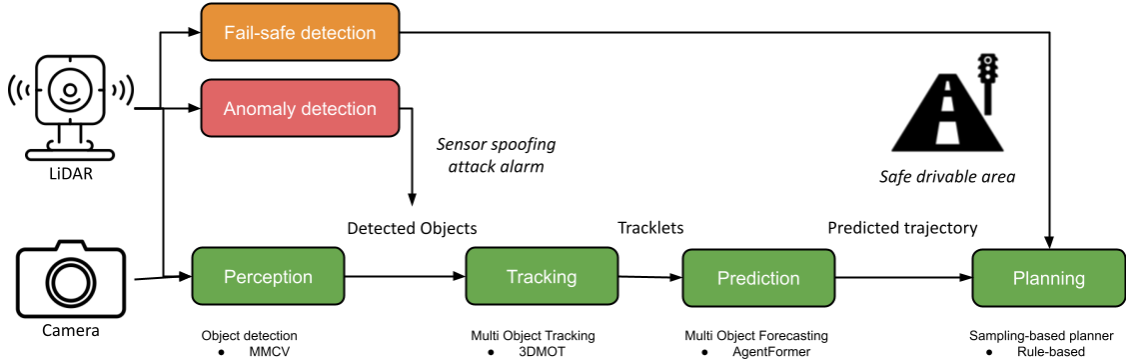 Fail-safe detection
Anomaly detection
Sensor spoofing
attack alarm
Safe drivable area
LiDAR
Detected Objects
Tracklets
Predicted trajectory
Perception
Tracking
Prediction
Planning
Camera
Object detection
● MMCV
Multi Object Tracking
● 3DMOT
Multi Object Forecasting
● AgentFormer
Sampling-based planner
● Rule-based